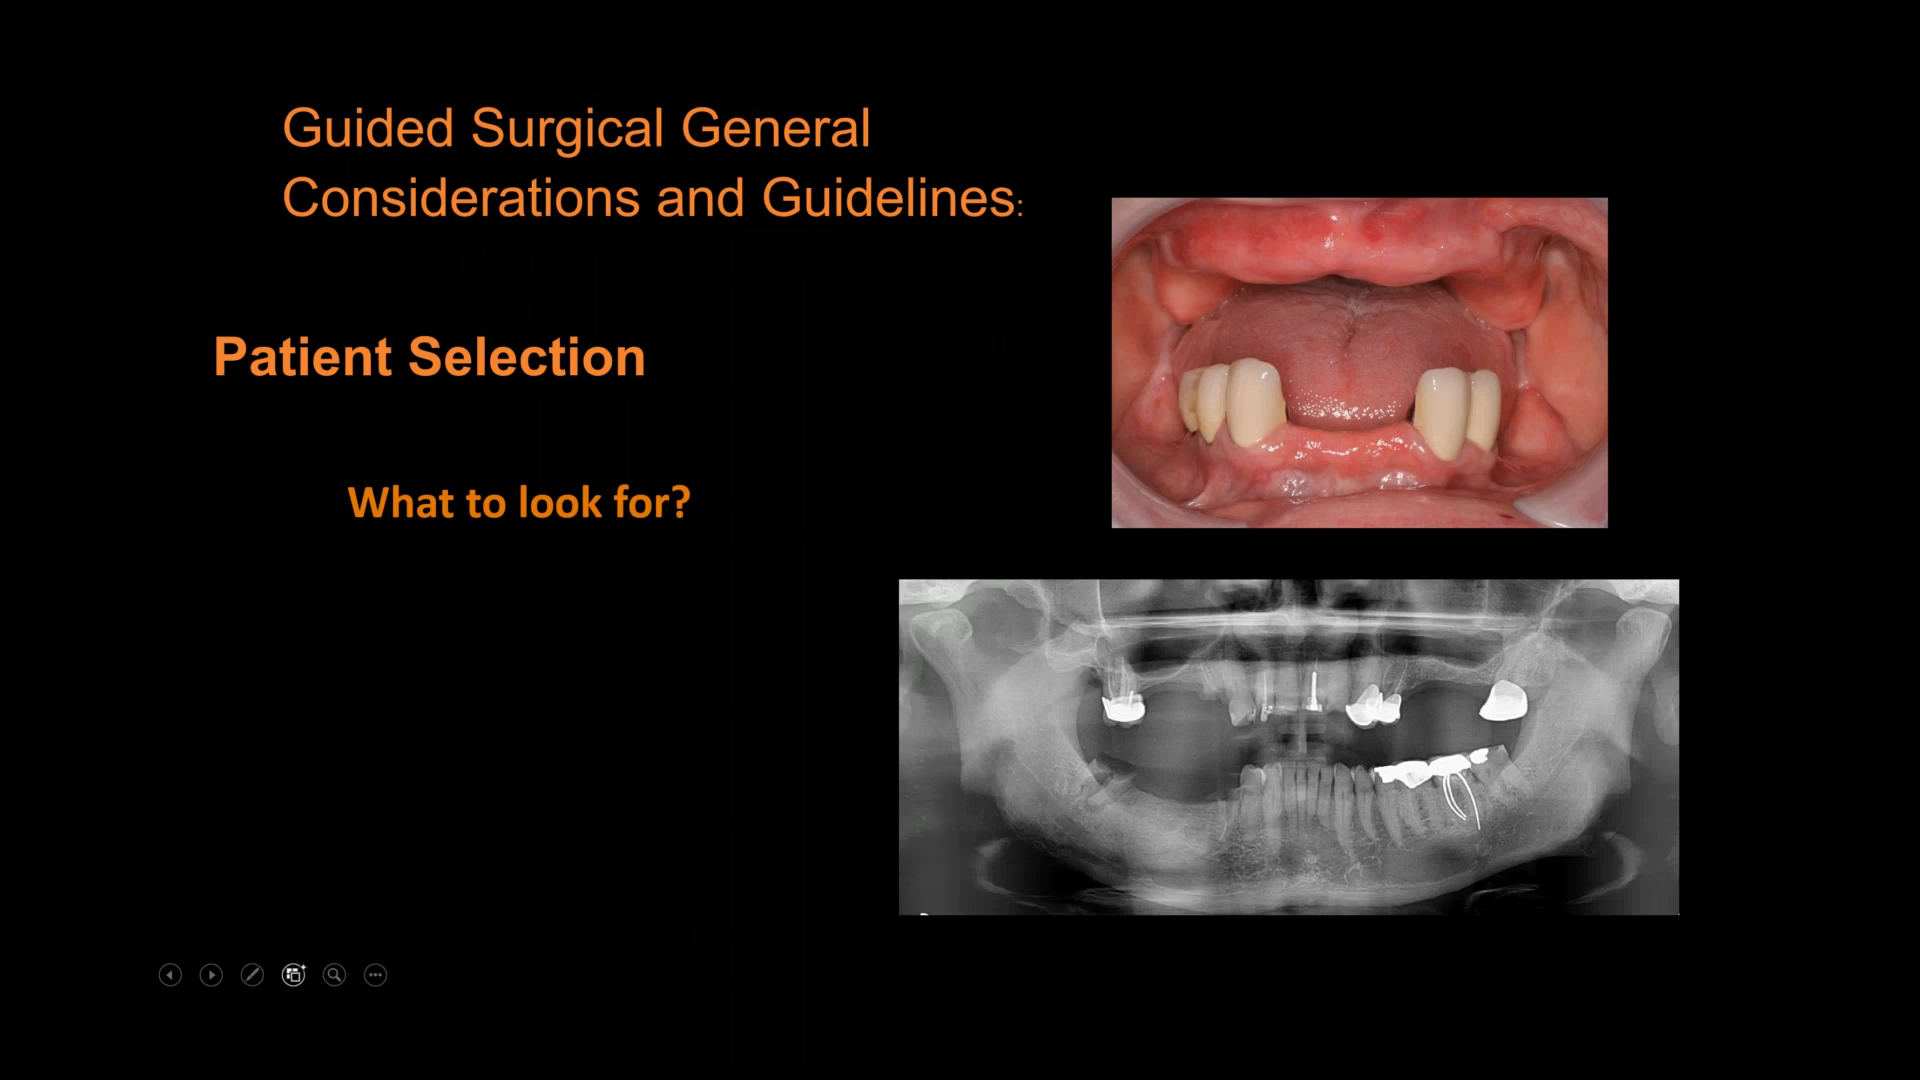 Guided Surgical General
Considerations and Guidelines:
Patient Selection
What to look for?